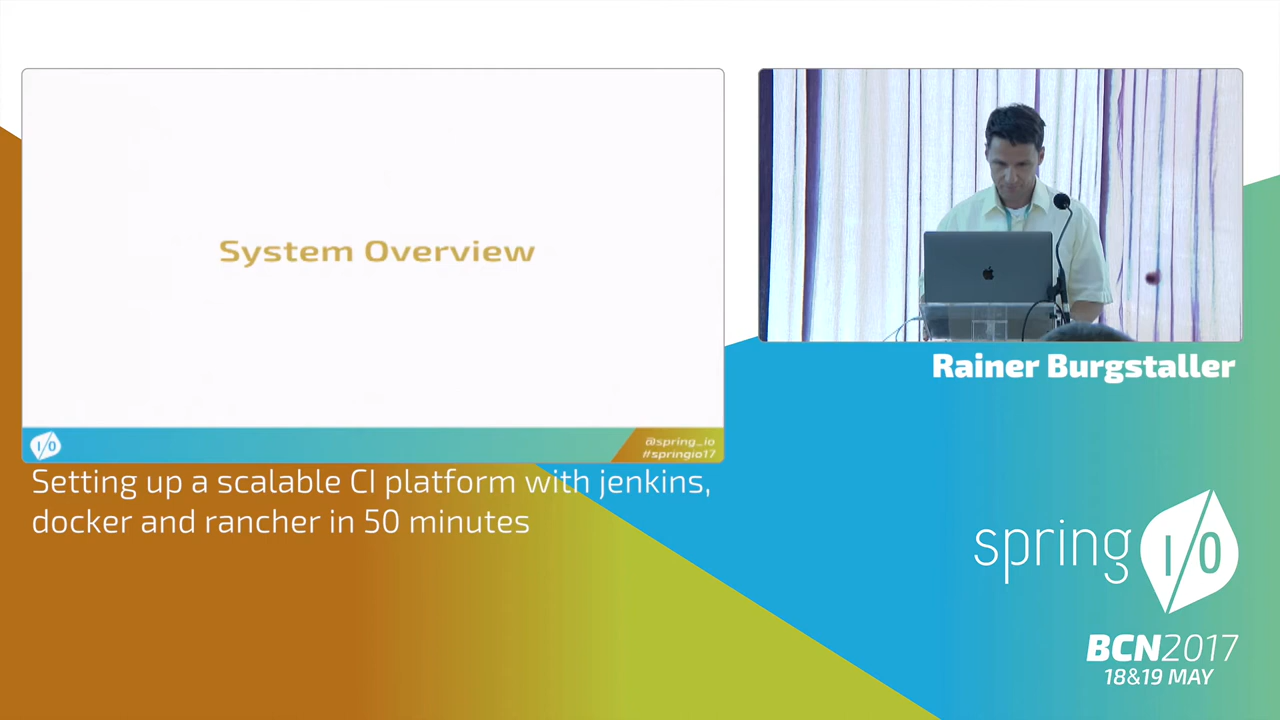 System Overview
I/O
@spring_io
#springio17
Setting up a scalable CI platform with jenkins,
docker and rancher in 50 minutes
Rainer Burgstaller
spring I/O
BCN2017
18&19 MAY